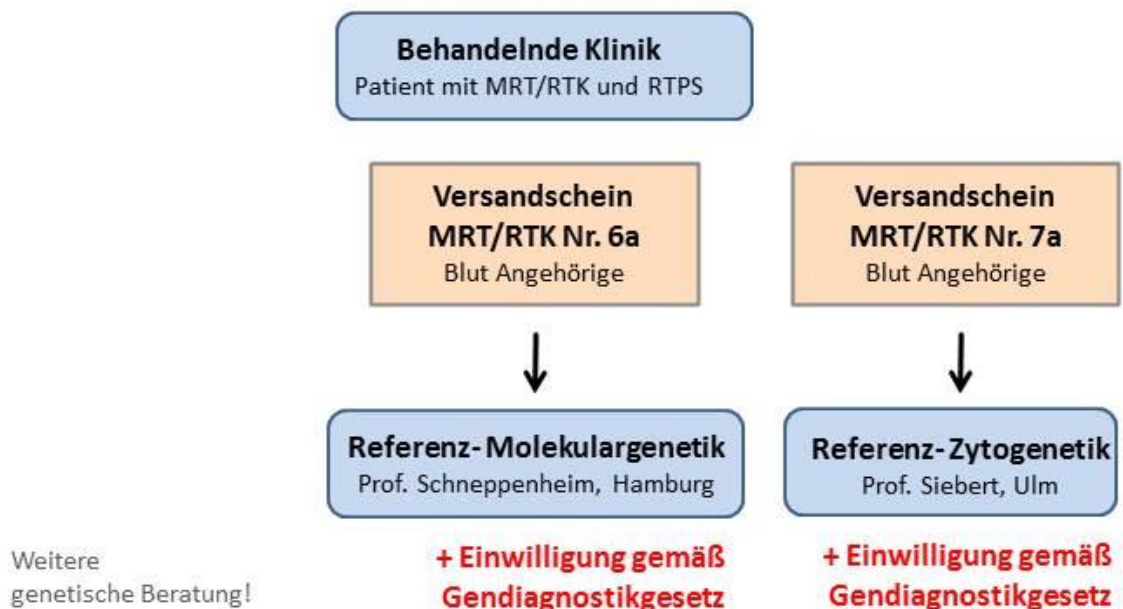 Behandelnde Klinik
Patient mit MRT/RTK und RTPS
Versandschein
MRT/RTK Nr. 6a
Blut Angehörige
Versandschein
MRT/RTK Nr. 7a
Blut Angehörige
Referenz-Molekulargenetik
Prof. Schneppenheim, Hamburg
Referenz-Zytogenetik
Prof. Siebert, Ulm
Weitere
genetische Beratung!
+ Einwilligung gemäß
Gendiagnostikgesetz
+ Einwilligung gemäß
Gendiagnostikgesetz